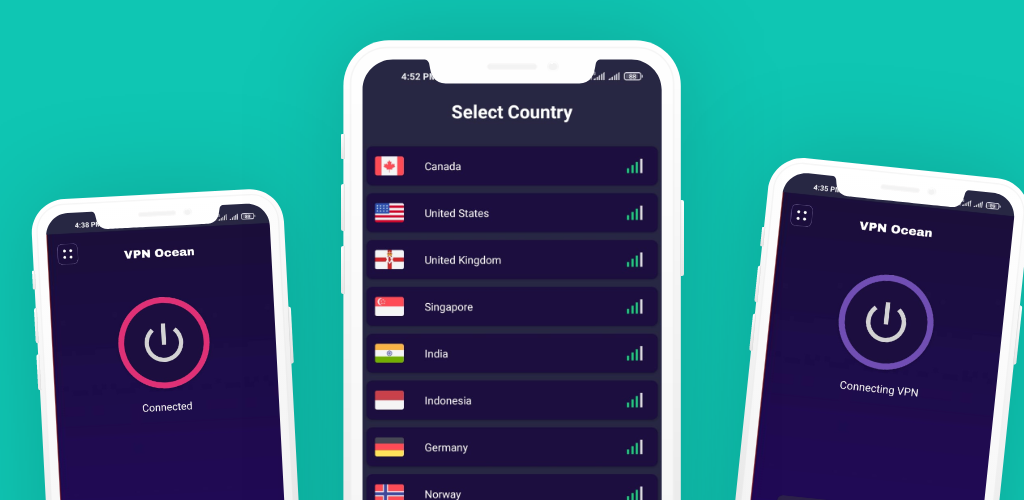 4:38 PM
VPN Ocean
Connected
4:52 PM
88
Select Country
Canada
United States
United Kingdom
Singapore
India
Indonesia
Germany
Norway
4:35 PM
VPN Ocean
Connecting VPN